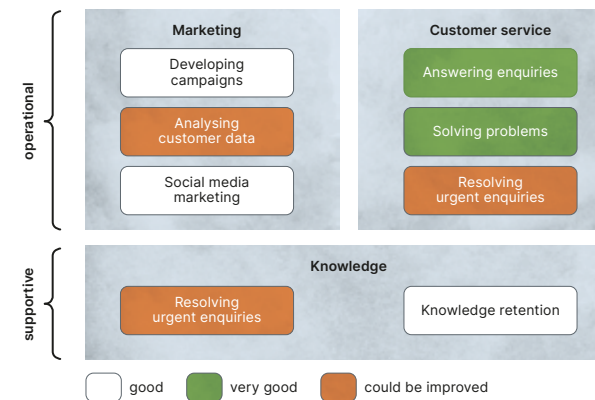 operational
Marketing
Developing
campaigns
Analysing
customer data
Social media
marketing
Customer service
Answering enquiries
Solving problems
Resolving
urgent enquiries
supportive
Knowledge
Resolving
urgent enquiries
Knowledge retention
good
very good
could be improved